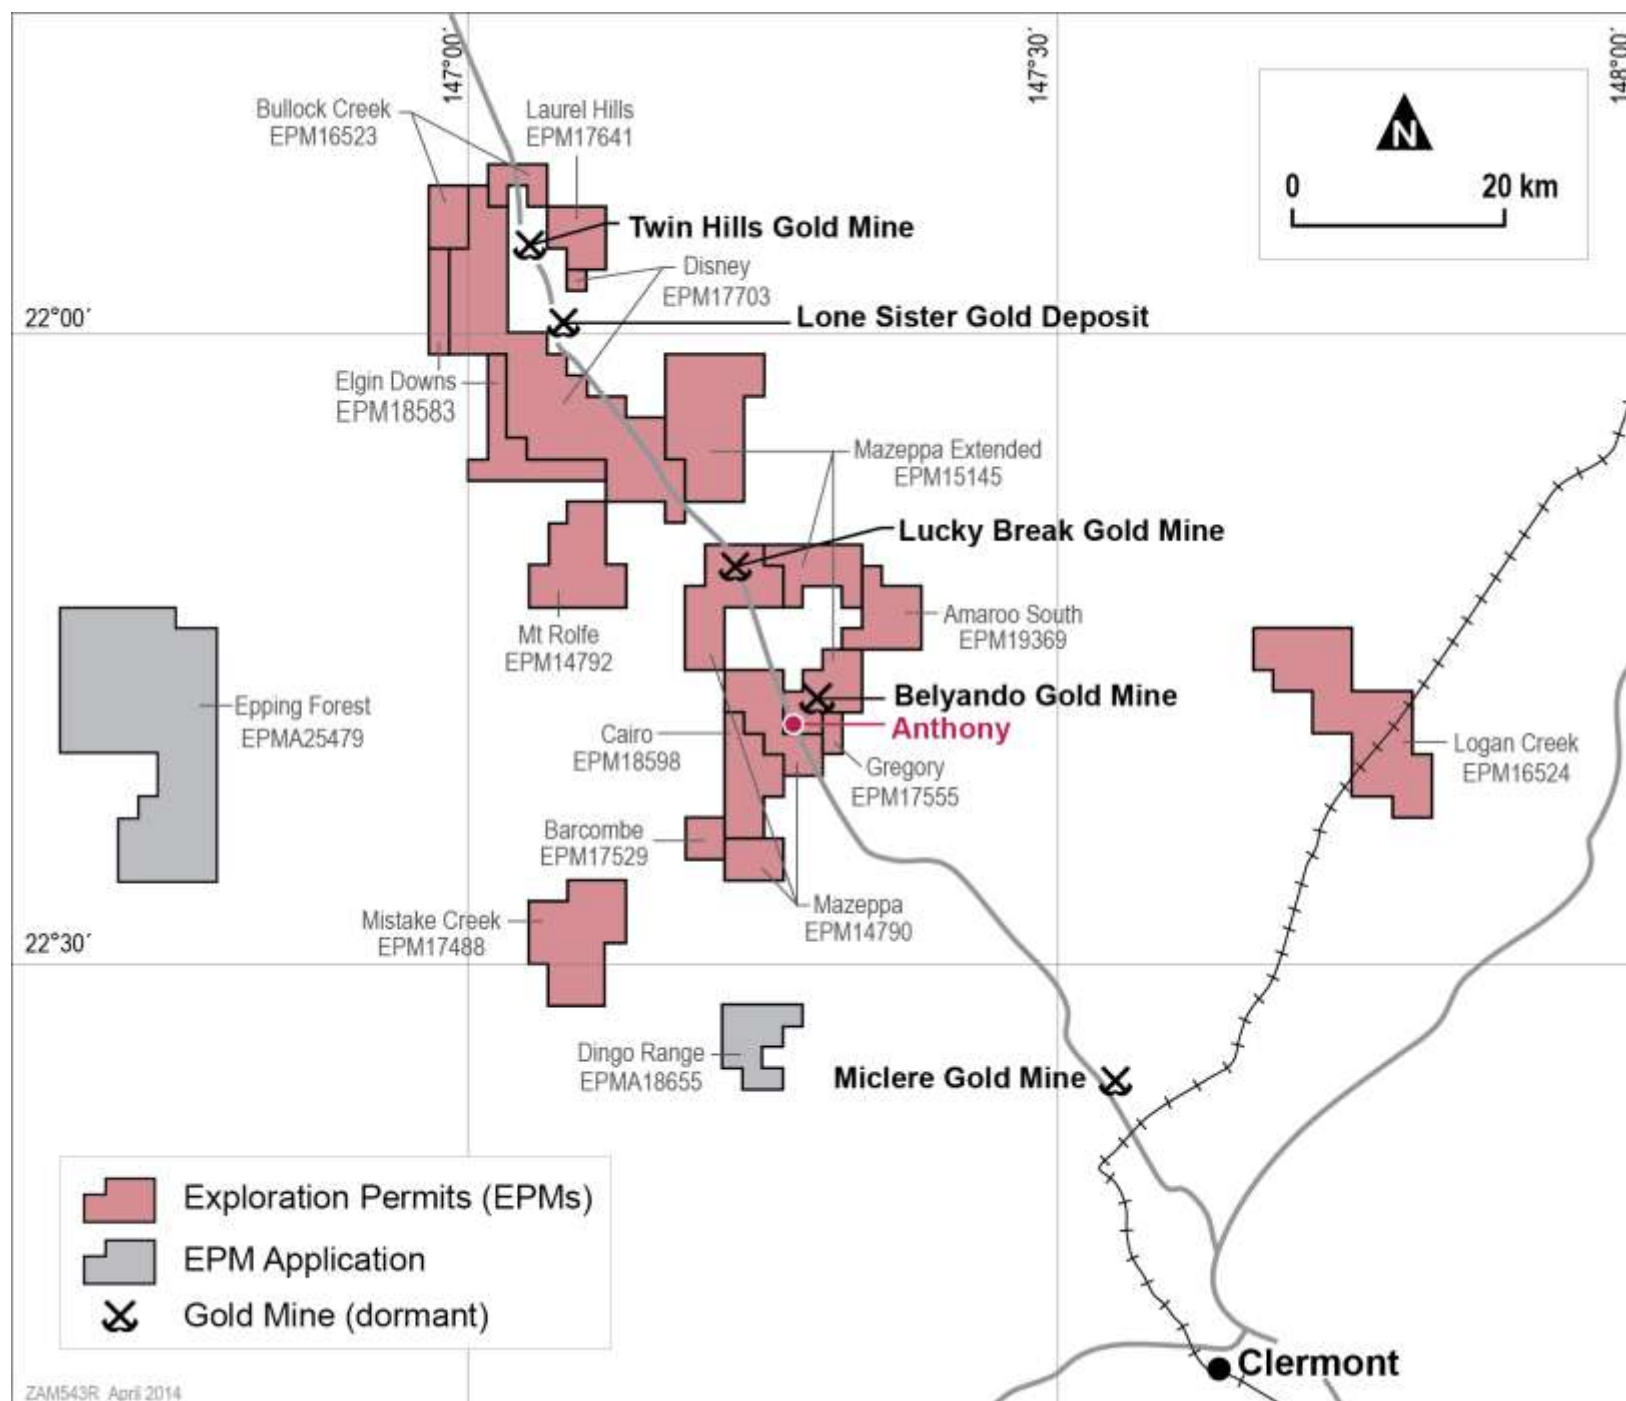 147°00´
147°30´
148°00´
Bullock Creek
EPM16523
Laurel Hills
EPM17641
N
0 20 km
Twin Hills Gold Mine
Disney
EPM17703
22°00´
Lone Sister Gold Deposit
Elgin Downs
EPM18583
Mazeppa Extended
EPM15145
Lucky Break Gold Mine
Amaroo South
EPM19369
Mt Rolfe
EPM14792
Epping Forest
EPMA25479
Belyando Gold Mine
Anthony
Cairo
EPM18598
Logan Creek
EPM16524
Gregory
EPM17555
Barcombe
EPM17529
Mazeppa
EPM14790
Mistake Creek
EPM17488
22°30´
Dingo Range
EPMA18655
Miclere Gold Mine
Exploration Permits (EPMs)
EPM Application
Gold Mine (dormant)
Clermont
ZAM543R April 2014